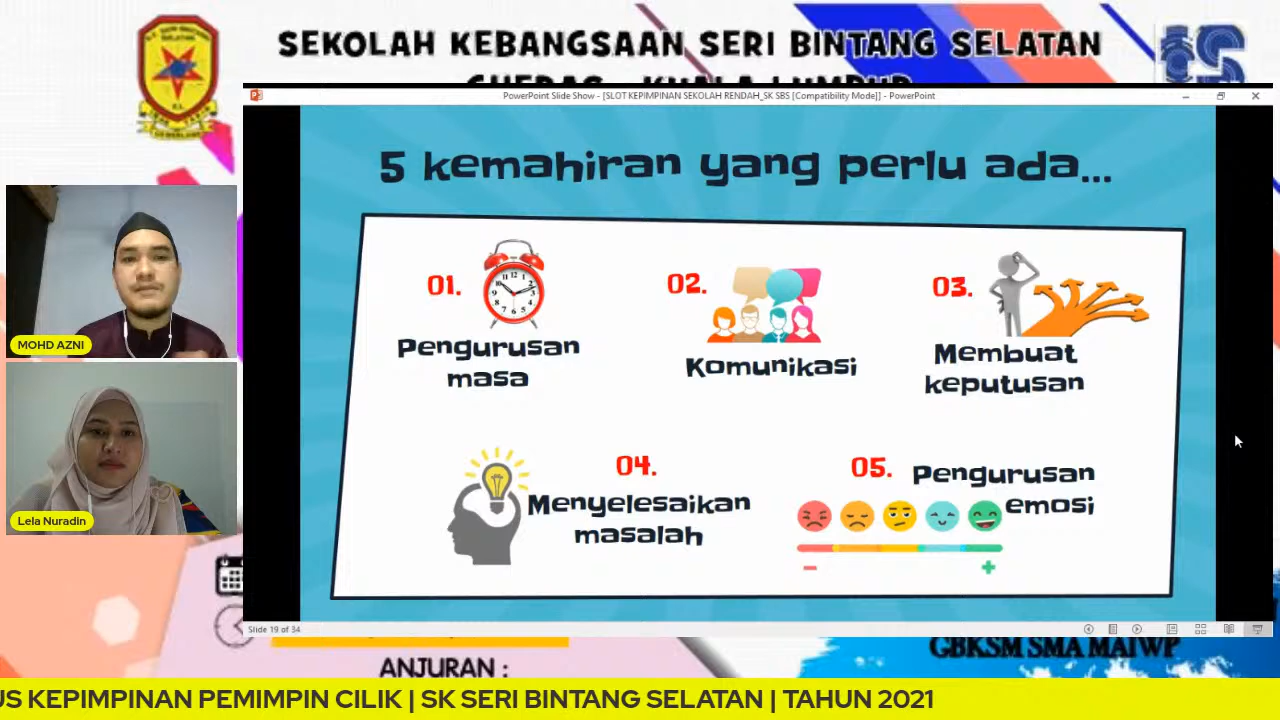 SEKOLAH KEBANGSAAN SERI BINTANG SELATAN
PowerPoint Slide Show - [SLOT KEPIMPINAN SEKOLAH RENDAH_SK SBS [Compatibility Mode]] - PowerPoint
5 kemahiran yang perlu ada...
01.
Pengurusan
masa
02.
Komunikasi
03.
Membuat
keputusan
04.
Menyelesaikan
masalah
05.
Pengurusan
emosi
MOHD AZNI
Lela Nuradin
Slide 19 of 34
GBKSM SMA MAIWP
ANJURAN :
US KEPIMPINAN PEMIMPIN CILIK | SK SERI BINTANG SELATAN | TAHUN 2021